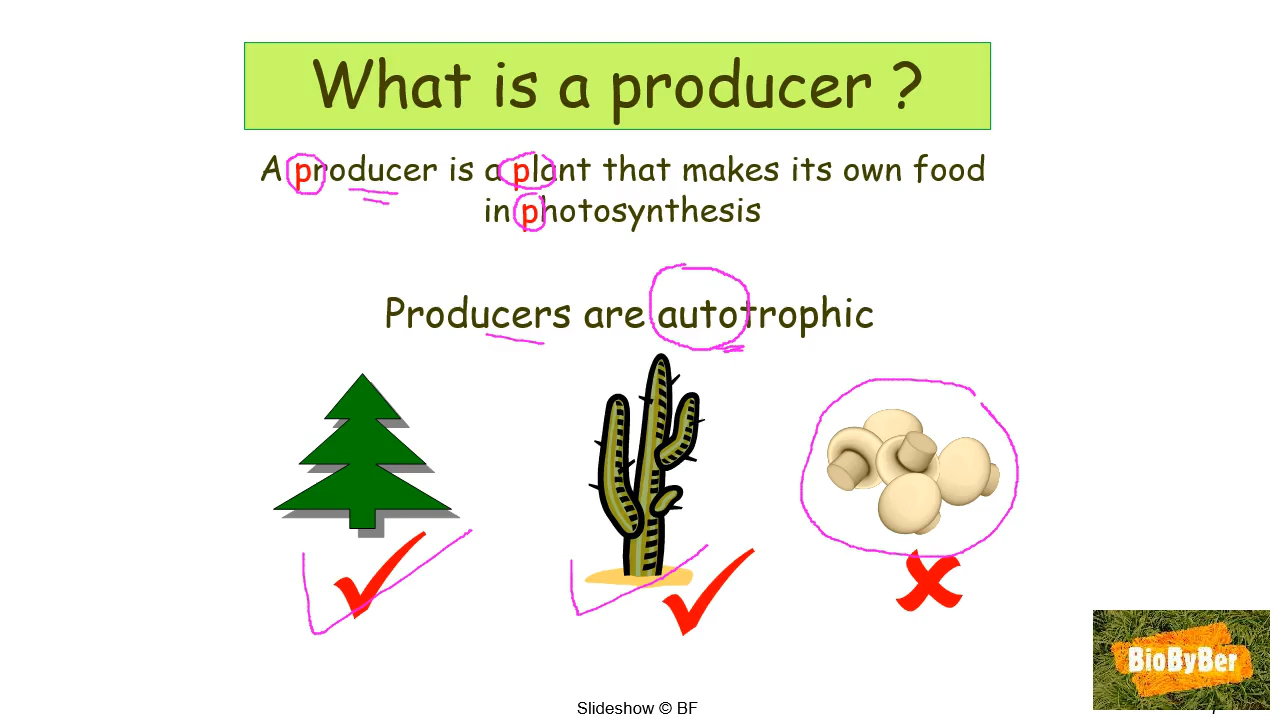 What is a producer ?
A producer is a plant that makes its own food
in photosynthesis
Producers are autotrophic
BioByBer
Slideshow © BF